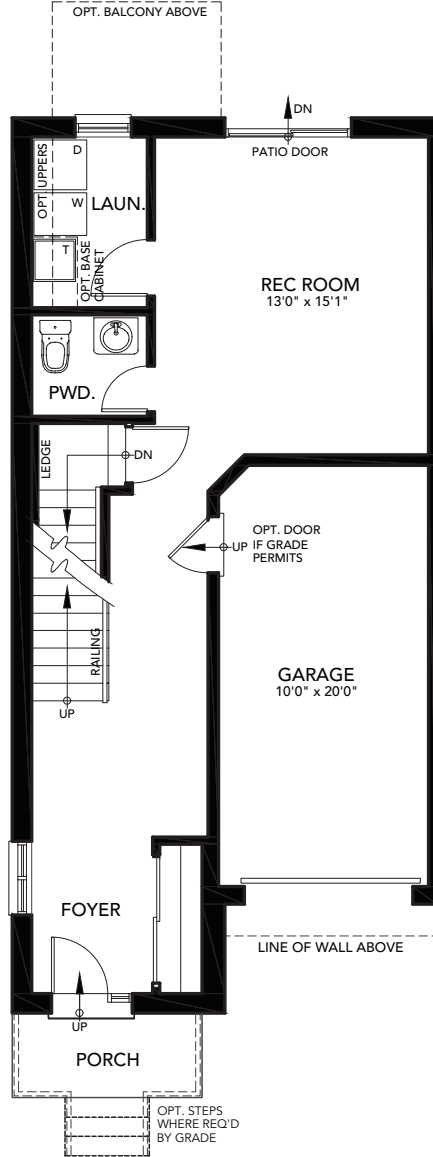 OPT. BALCONY ABOVE
DN
PATIO DOOR
D
OPT. UPPERS
W
LAUN.
T
OPT. BASE
CABINET
REC ROOM
13'0" x 15'1"
PWD.
LEDGE
DN
OPT. DOOR
IF GRADE
PERMITS
UP
RAILING
UP
GARAGE
10'0" x 20'0"
FOYER
LINE OF WALL ABOVE
UP
PORCH
OPT. STEPS
WHERE REQ'D
BY GRADE